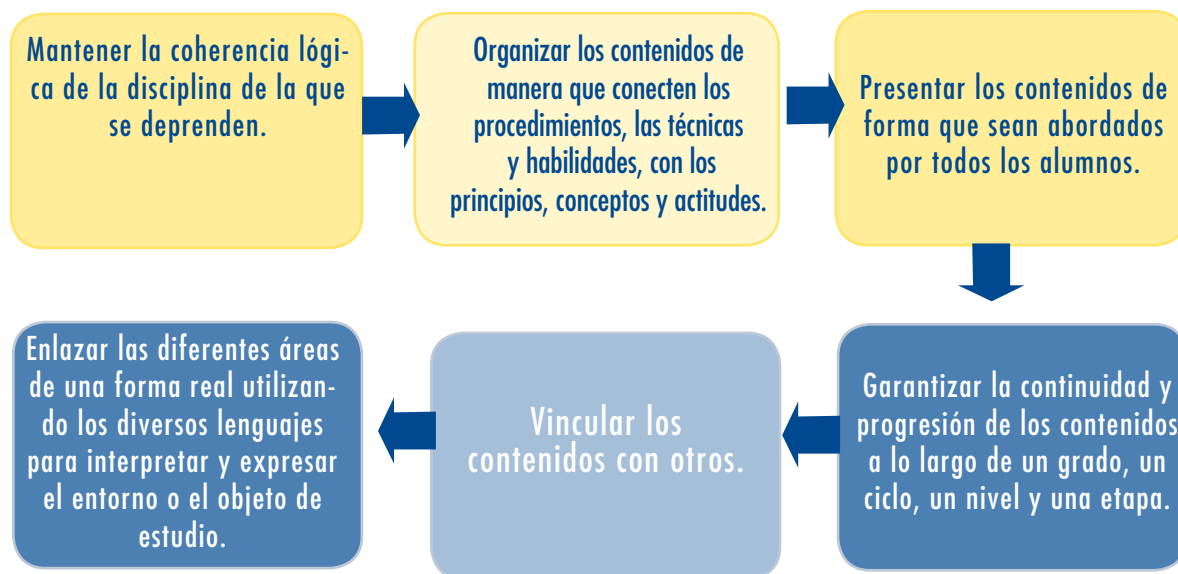 Mantener la coherencia lógi-
ca de la disciplina de la que
se deprenden.
Organizar los contenidos de
manera que conecten los
procedimientos, las técnicas
y habilidades, con los
principios, conceptos y actitudes.
Presentar los contenidos de
forma que sean abordados
por todos los alumnos.
Garantizar la continuidad y
progresión de los contenidos
a lo largo de un grado, un
ciclo, un nivel y una etapa.
Vincular los
contenidos con otros.
Enlazar las diferentes áreas
de una forma real utilizan-
do los diversos lenguajes
para interpretar y expresar
el entorno o el objeto de
estudio.